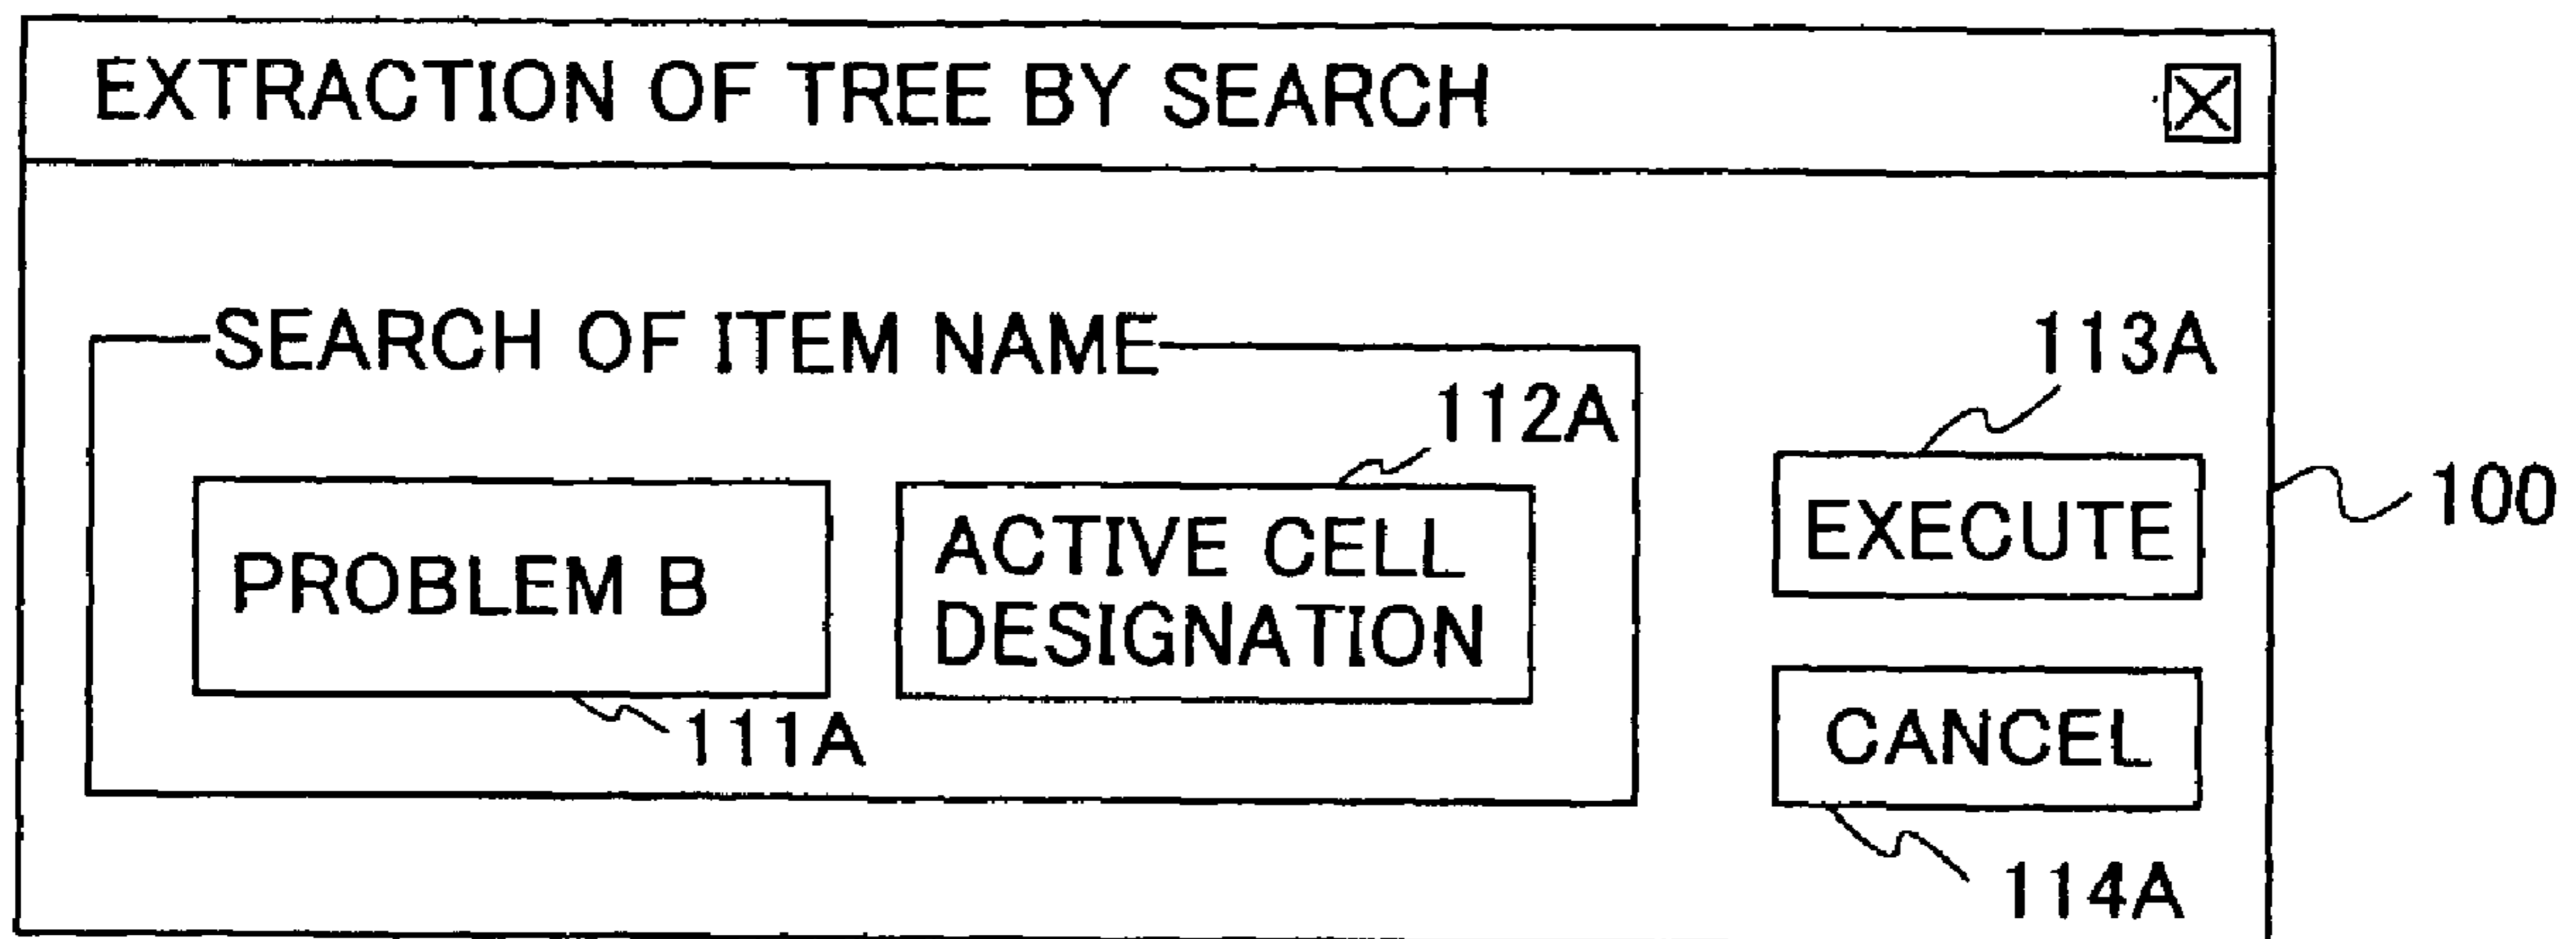 EXTRACTION OF TREE BY SEARCH
SEARCH OF ITEM NAME
113A
112A
100
PROBLEM B
ACTIVE CELL
DESIGNATION
EXECUTE
111A
CANCEL
114A